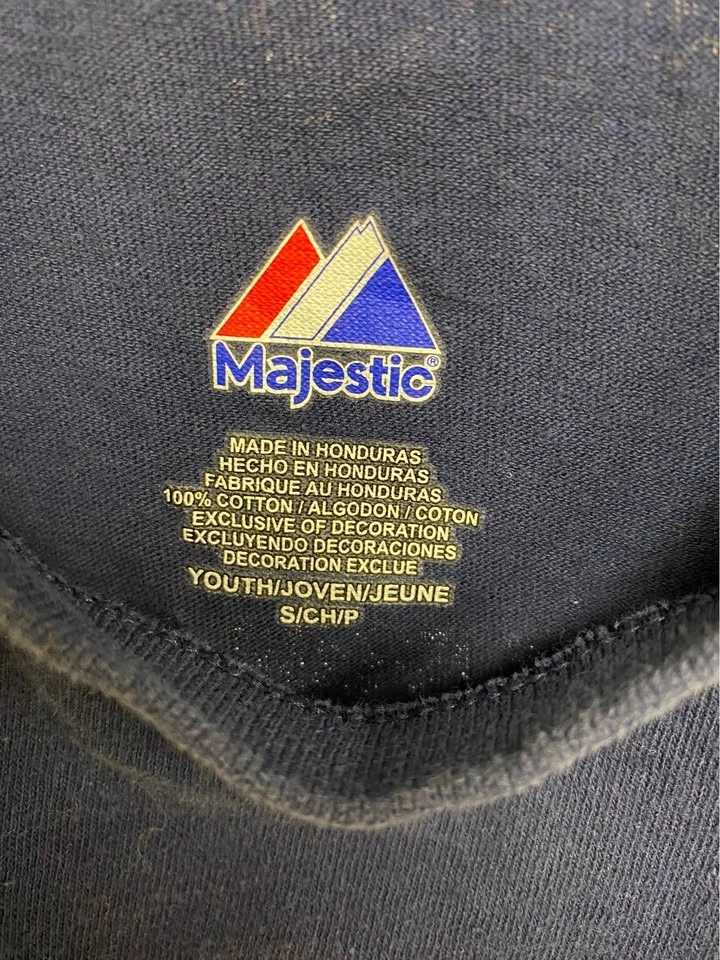 Majestic®
MADE IN HONDURAS
HECHO EN HONDURAS
FABRIQUE AU HONDURAS
100% COTTON / ALGODON / COTON
EXCLUSIVE OF DECORATION
EXCLUYENDO DECORACIONES
DECORATION EXCLUE
YOUTH/JOVEN/JEUNE
S/CH/P